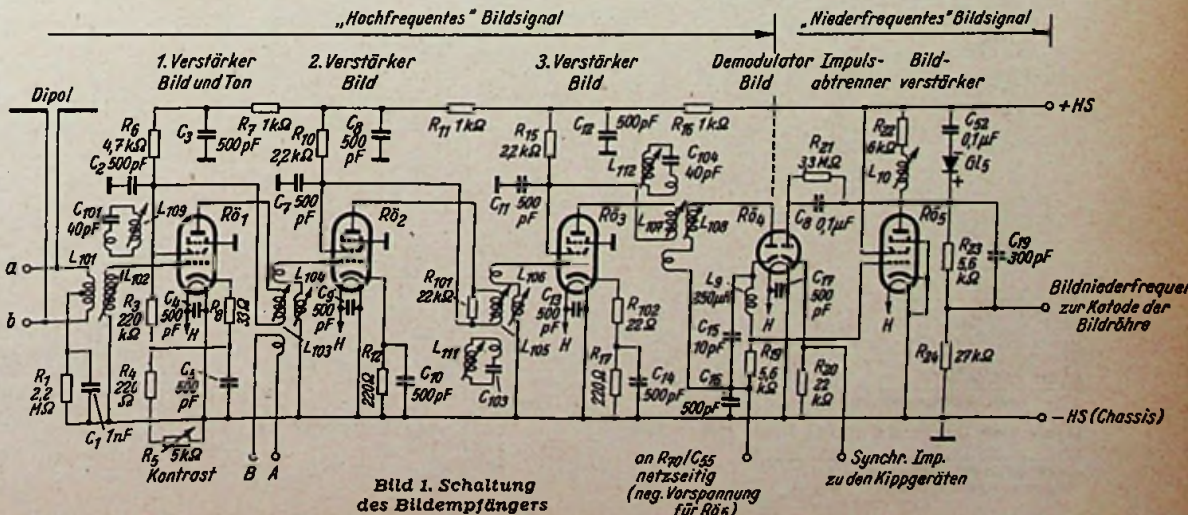 „Hochfrequentes" Bildsignal
„Niederfrequentes" Bildsignal
1. Verstärker
Bild und Ton
2. Verstärker
Bild
3. Verstärker
Bild
Demodulator
Bild
Impuls-
abtrenner
Bild-
verstärker
Dipol
R6
4,7kΩ
C2 500pF
C3
500pF
R7
1kΩ
R10
2,2kΩ
C8
500
pF
R11 1kΩ
R15
2,2kΩ
C12
500pF
R16 1kΩ
R21
3,3MΩ
R22
6kΩ
L10
C52
0,1µF
Gl5
+HS
C101
40pF
L109
Rö1
C7
500
pF
Rö2
C11
500
pF
Rö3
L112
C104
40pF
L107
L108
Rö4
C8 0,1µF
Rö5
R23
5,6
kΩ
C19
300pF
a
b
L101
L102
R3
220
kΩ
C4
500
pF
R8
33Ω
L104
L103
C9
500
pF
R101
22kΩ
L106
L105
C13
500
pF
R102
22Ω
L9
350µH
C17
500
pF
H
H
H
H
H
Bildniederfrequenz
zur Katode der
Bildröhre
R1
2,2
MΩ
C1 1nF
R4
220
Ω
C5
500
pF
R5
5kΩ
Kontrast
B A
R12
220Ω
C10
500pF
L111
C103
R17
220Ω
C14
500pF
C15
10pF
C16
500pF
R19
5,6
kΩ
R20
22
kΩ
R24
27kΩ
-HS (Chassis)
an R70/C55
netzseitig
(neg. Vorspannung
für Rö5)
Synchr. Imp.
zu den Kippgeräten
Bild 1. Schaltung
des Bildempfängers